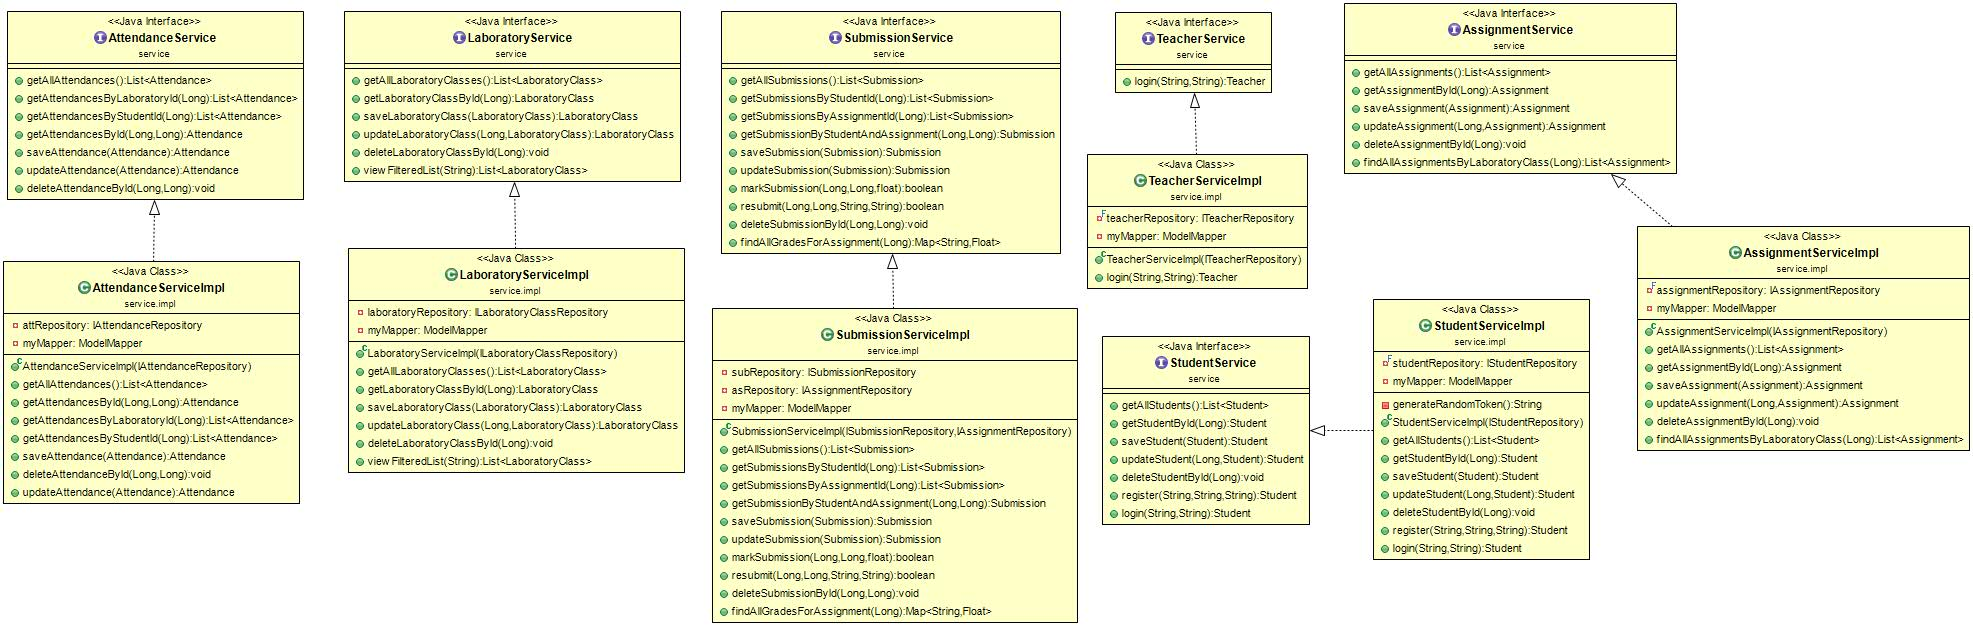 <<Java Interface>>
AttendanceService
service
getAllAttendances():List<Attendance>
getAttendancesByLaboratoryId(Long):List<Attendance>
getAttendancesByStudentId(Long):List<Attendance>
getAttendancesById(Long,Long):Attendance
saveAttendance(Attendance):Attendance
updateAttendance(Attendance):Attendance
deleteAttendanceById(Long,Long):void
<<Java Class>>
AttendanceServiceImpl
service.impl
attRepository: IAttendanceRepository
myMapper: ModelMapper
AttendanceServiceImpl(IAttendanceRepository)
getAllAttendances():List<Attendance>
getAttendancesById(Long,Long):Attendance
getAttendancesByLaboratoryId(Long):List<Attendance>
getAttendancesByStudentId(Long):List<Attendance>
saveAttendance(Attendance):Attendance
deleteAttendanceById(Long,Long):void
updateAttendance(Attendance):Attendance
<<Java Interface>>
LaboratoryService
service
getAllLaboratoryClasses():List<LaboratoryClass>
getLaboratoryClassById(Long):LaboratoryClass
saveLaboratoryClass(LaboratoryClass):LaboratoryClass
updateLaboratoryClass(Long,LaboratoryClass):LaboratoryClass
deleteLaboratoryClassById(Long):void
viewFilteredList(String):List<LaboratoryClass>
<<Java Class>>
LaboratoryServiceImpl
service.impl
laboratoryRepository: ILaboratoryClassRepository
myMapper: ModelMapper
LaboratoryServiceImpl(ILaboratoryClassRepository)
getAllLaboratoryClasses():List<LaboratoryClass>
getLaboratoryClassById(Long):LaboratoryClass
saveLaboratoryClass(LaboratoryClass):LaboratoryClass
updateLaboratoryClass(Long,LaboratoryClass):LaboratoryClass
deleteLaboratoryClassById(Long):void
viewFilteredList(String):List<LaboratoryClass>
<<Java Interface>>
SubmissionService
service
getAllSubmissions():List<Submission>
getSubmissionsByStudentId(Long):List<Submission>
getSubmissionsByAssignmentId(Long):List<Submission>
getSubmissionByStudentAndAssignment(Long,Long):Submission
saveSubmission(Submission):Submission
updateSubmission(Submission):Submission
markSubmission(Long,Long,float):boolean
resubmit(Long,Long,String,String):boolean
deleteSubmissionById(Long,Long):void
findAllGradesForAssignment(Long):Map<String,Float>
<<Java Class>>
SubmissionServiceImpl
service.impl
subRepository: ISubmissionRepository
asRepository: IAssignmentRepository
myMapper: ModelMapper
SubmissionServiceImpl(ISubmissionRepository,IAssignmentRepository)
getAllSubmissions():List<Submission>
getSubmissionsByStudentId(Long):List<Submission>
getSubmissionsByAssignmentId(Long):List<Submission>
getSubmissionByStudentAndAssignment(Long,Long):Submission
saveSubmission(Submission):Submission
updateSubmission(Submission):Submission
markSubmission(Long,Long,float):boolean
resubmit(Long,Long,String,String):boolean
deleteSubmissionById(Long,Long):void
findAllGradesForAssignment(Long):Map<String,Float>
<<Java Interface>>
TeacherService
service
login(String,String):Teacher
<<Java Class>>
TeacherServiceImpl
service.impl
teacherRepository: ITeacherRepository
myMapper: ModelMapper
TeacherServiceImpl(ITeacherRepository)
login(String,String):Teacher
<<Java Interface>>
StudentService
service
getAllStudents():List<Student>
getStudentById(Long):Student
saveStudent(Student):Student
updateStudent(Long,Student):Student
deleteStudentById(Long):void
register(String,String,String):Student
login(String,String):Student
<<Java Class>>
StudentServiceImpl
service.impl
studentRepository: IStudentRepository
myMapper: ModelMapper
generateRandomToken():String
StudentServiceImpl(IStudentRepository)
getAllStudents():List<Student>
getStudentById(Long):Student
saveStudent(Student):Student
updateStudent(Long,Student):Student
deleteStudentById(Long):void
register(String,String,String):Student
login(String,String):Student
<<Java Interface>>
AssignmentService
service
getAllAssignments():List<Assignment>
getAssignmentById(Long):Assignment
saveAssignment(Assignment):Assignment
updateAssignment(Long,Assignment):Assignment
deleteAssignmentById(Long):void
findAllAssignmentsByLaboratoryClass(Long):List<Assignment>
<<Java Class>>
AssignmentServiceImpl
service.impl
assignmentRepository: IAssignmentRepository
myMapper: ModelMapper
AssignmentServiceImpl(IAssignmentRepository)
getAllAssignments():List<Assignment>
getAssignmentById(Long):Assignment
saveAssignment(Assignment):Assignment
updateAssignment(Long,Assignment):Assignment
deleteAssignmentById(Long):void
findAllAssignmentsByLaboratoryClass(Long):List<Assignment>